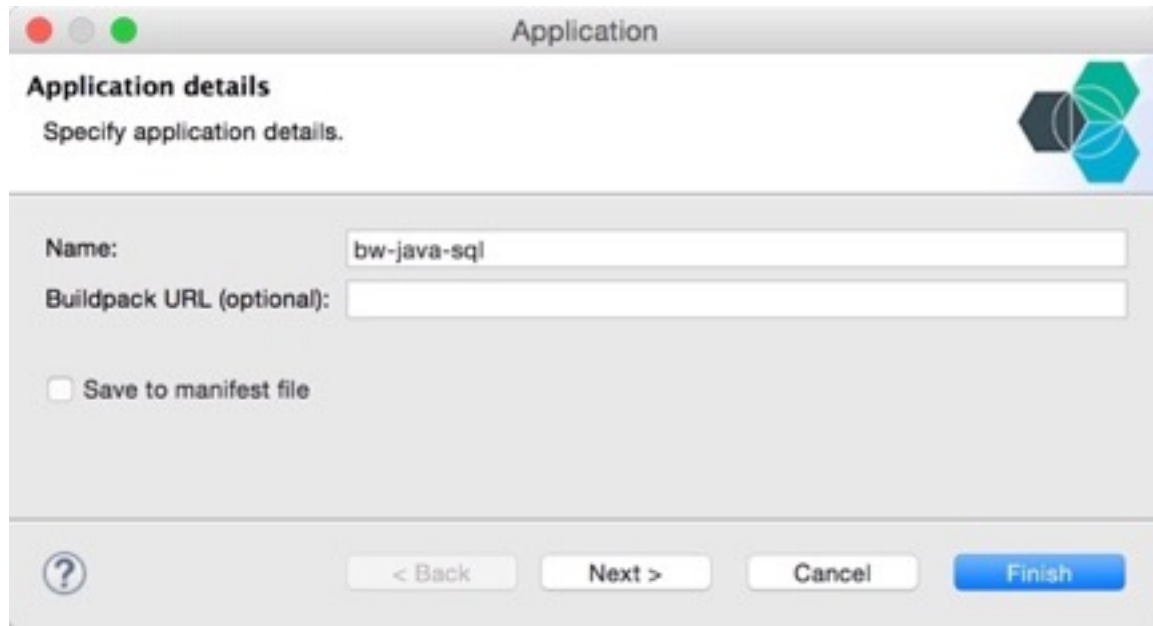 Application
Application details
Specify application details.
Name: bw-java-sql
Buildpack URL (optional):
Save to manifest file
? < Back Next > Cancel Finish